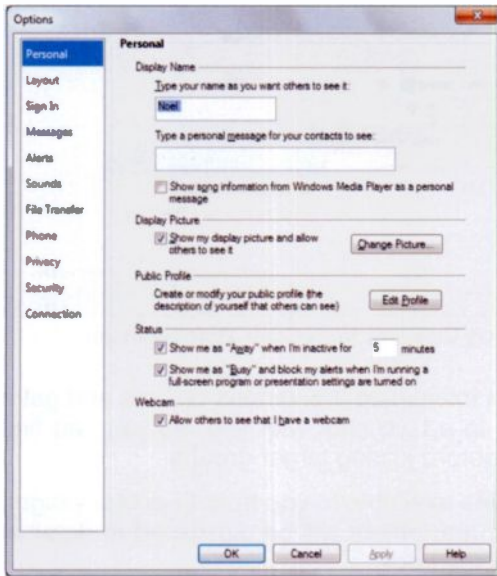 Options
Personal
Layout
Sign In
Messages
Alerts
Sounds
File Transfer
Phone
Privacy
Security
Connection
Personal
Display Name
Type your name as you want others to see it:
Noel
Type a personal message for your contacts to see:
Show song information from Windows Media Player as a personal
message
Display Picture
Show my display picture and allow
others to see it
Change Picture...
Public Profile
Create or modify your public profile (the
description of yourself that others can see)
Edit Profile
Status
Show me as "Away" when I'm inactive for 5 minutes
Show me as "Busy" and block my alerts when I'm running a
full-screen program or presentation settings are turned on
Webcam
Allow others to see that I have a webcam
OK Cancel Apply Help